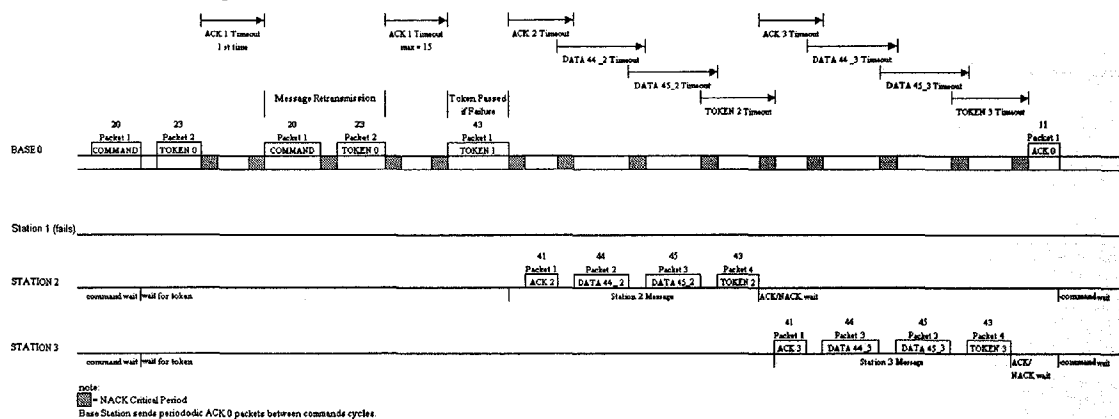 ACK 1 Timeout
1 st time
ACK 1 Timeout
max = 15
ACK 2 Timeout
DATA 44_2 Timeout
DATA 45_2 Timeout
TOKEN 2 Timeout
ACK 3 Timeout
DATA 44_3 Timeout
DATA 45_3 Timeout
TOKEN 3 Timeout
Message Retransmission
Token Passed
if Failure
BASE 0
20
Packet 1
COMMAND
23
Packet 2
TOKEN 0
20
Packet 1
COMMAND
23
Packet 2
TOKEN 0
43
Packet 1
TOKEN 1
11
Packet 1
ACK 0
Station 1 (fails)
STATION 2
41
Packet 1
ACK 2
44
Packet 2
DATA 44_2
45
Packet 3
DATA 45_2
43
Packet 4
TOKEN 2
command wait
wait for token
Station 2 Message
ACK/NACK wait
command wait
STATION 3
41
Packet 1
ACK 3
44
Packet 3
DATA 44_3
45
Packet 3
DATA 45_3
43
Packet 4
TOKEN 3
command wait
wait for token
Station 3 Message
ACK/
NACK wait
command wait
note:
= NACK Critical Period
Base Station sends perioddodic ACK 0 packets between commands cycles.